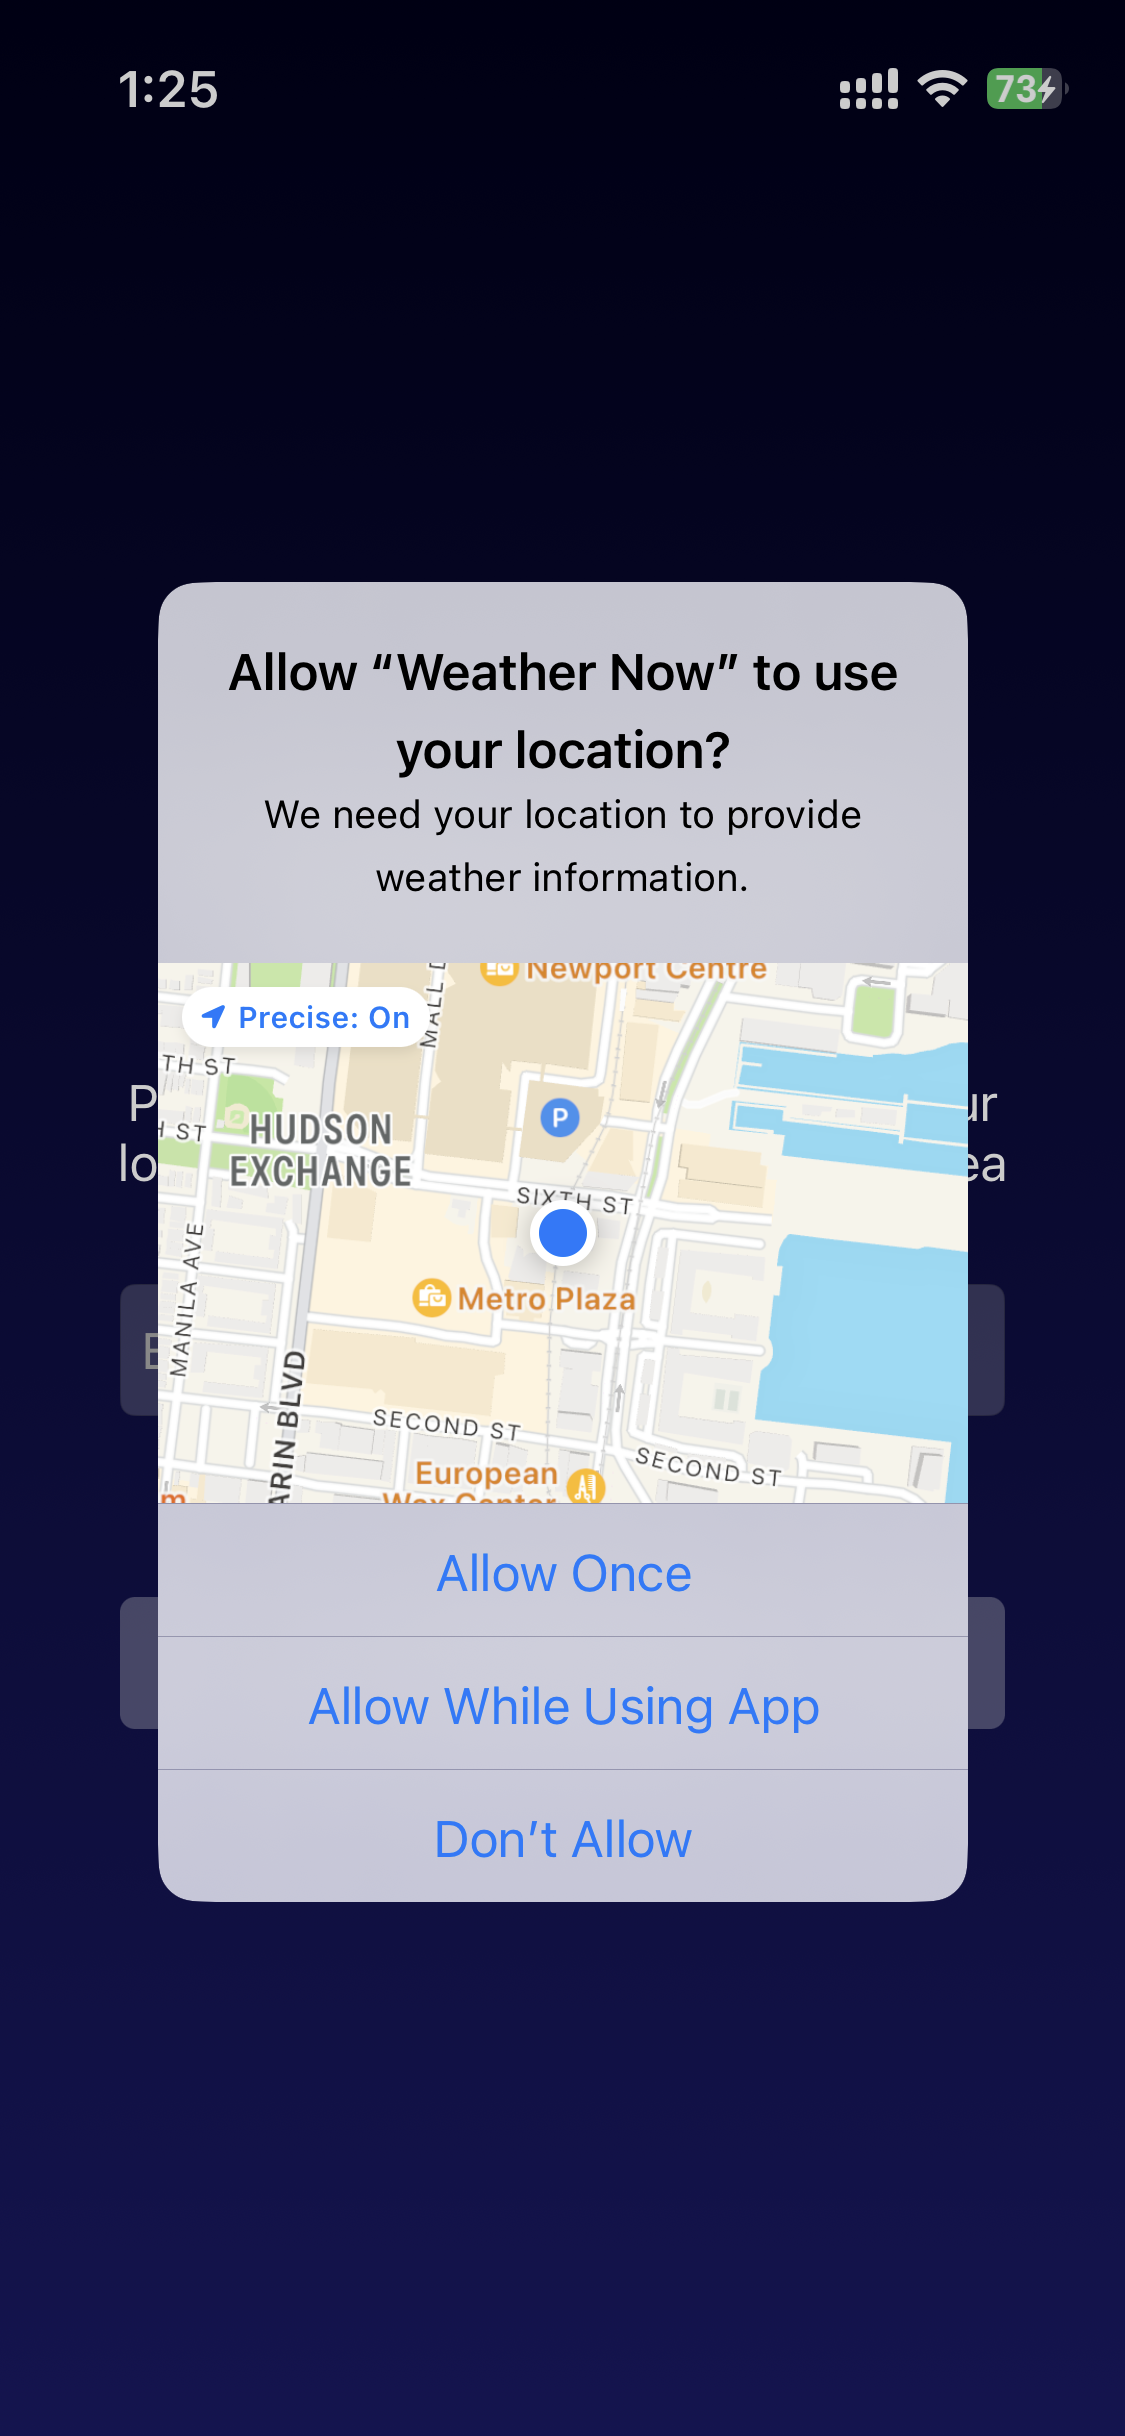 1:25
73
Allow “Weather Now” to use
your location?
We need your location to provide
weather information.
Newport Centre
Precise: On
MALL D
TH ST
P
ur
H ST
HUDSON
EXCHANGE
P
lo
ea
SIXTH ST
MANILA AVE
Metro Plaza
E
ARIN BLVD
SECOND ST
SECOND ST
European
Wax Center
m
Allow Once
Allow While Using App
Don’t Allow